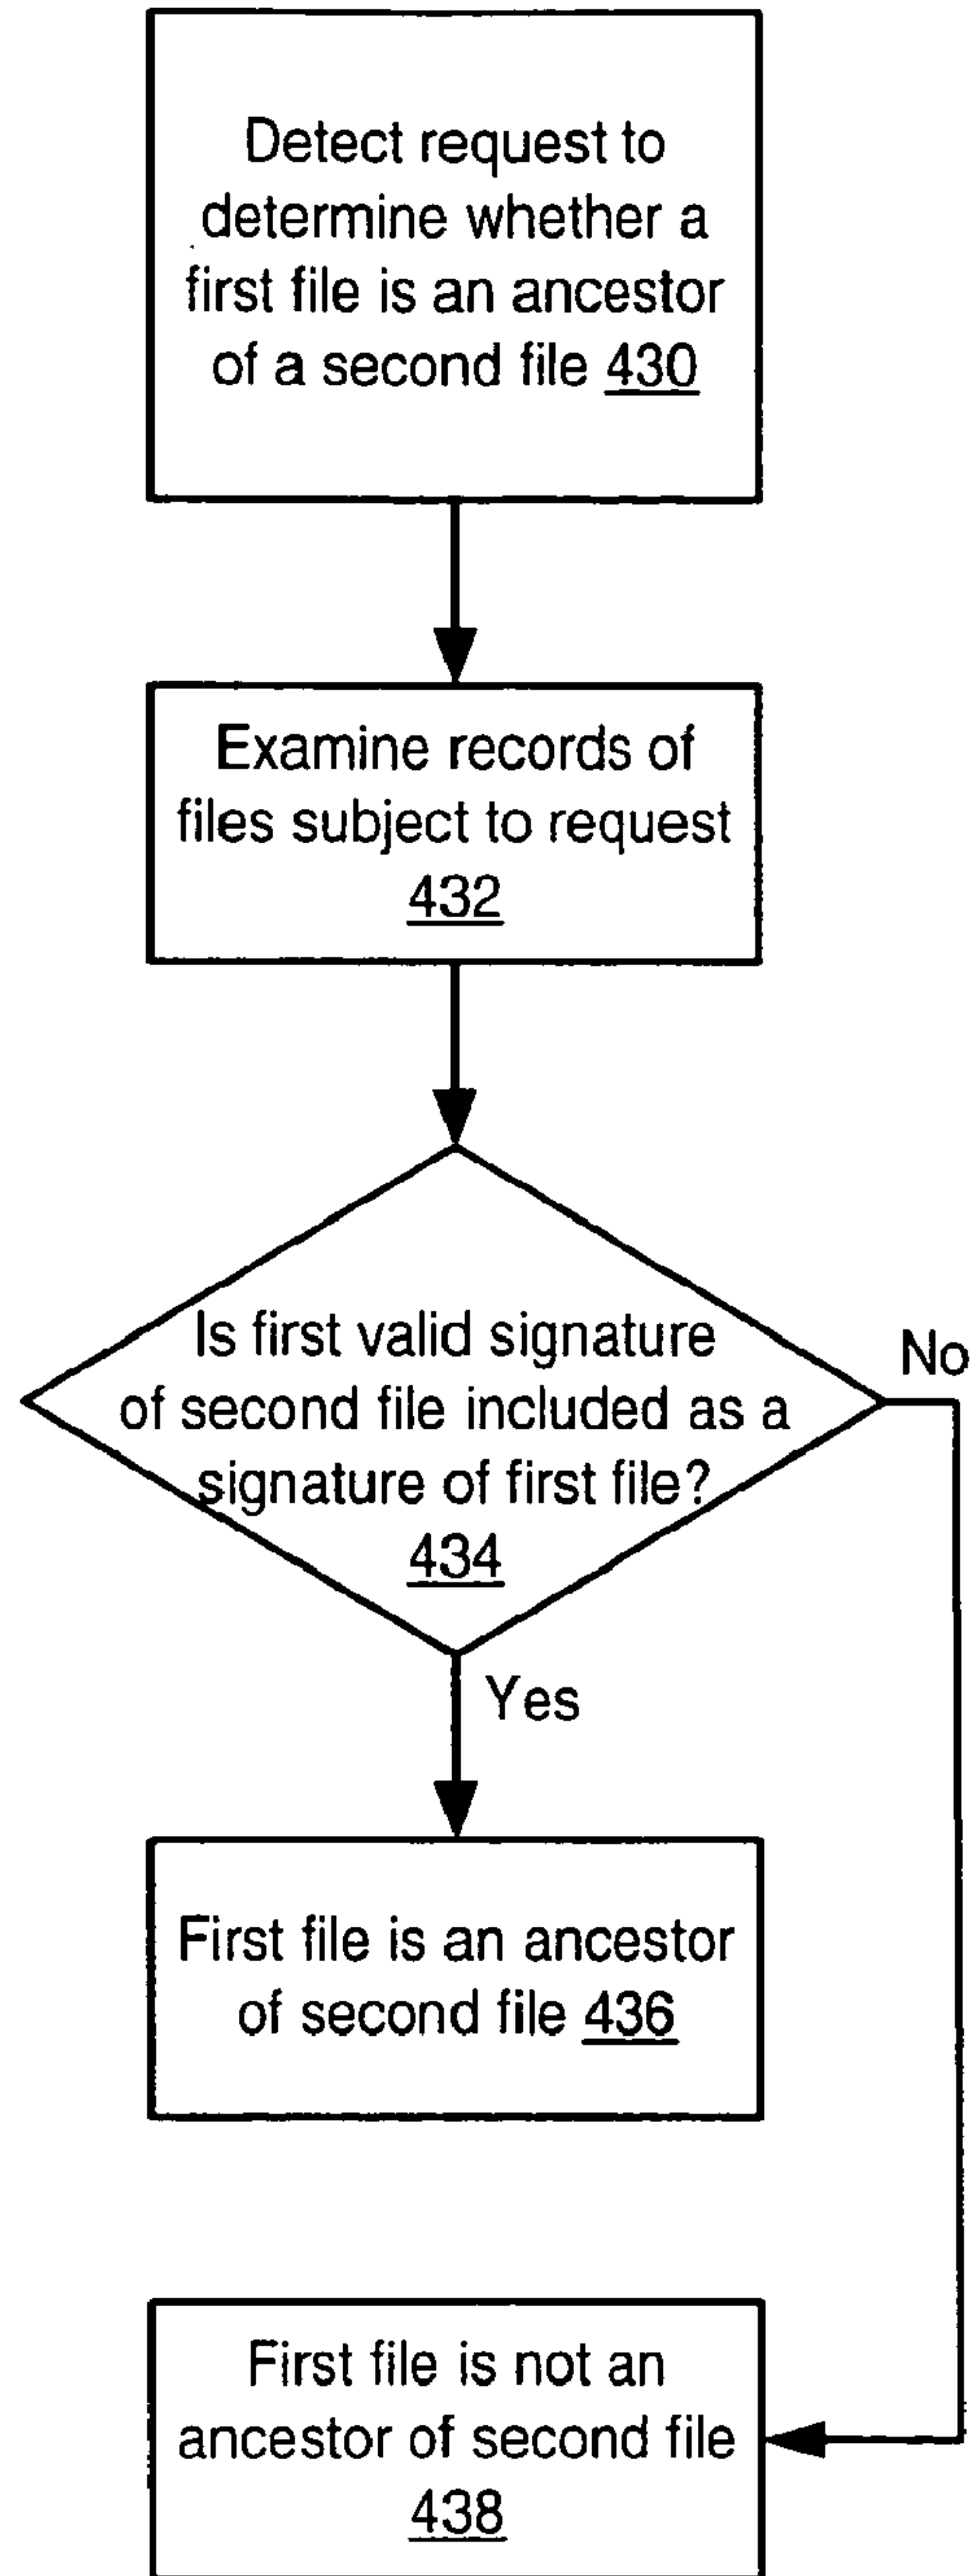 Detect request to
determine whether a
first file is an ancestor
of a second file 430
Examine records of
files subject to request
432
Is first valid signature
of second file included as a
signature of first file?
434
No
Yes
First file is an ancestor
of second file 436
First file is not an
ancestor of second file
438